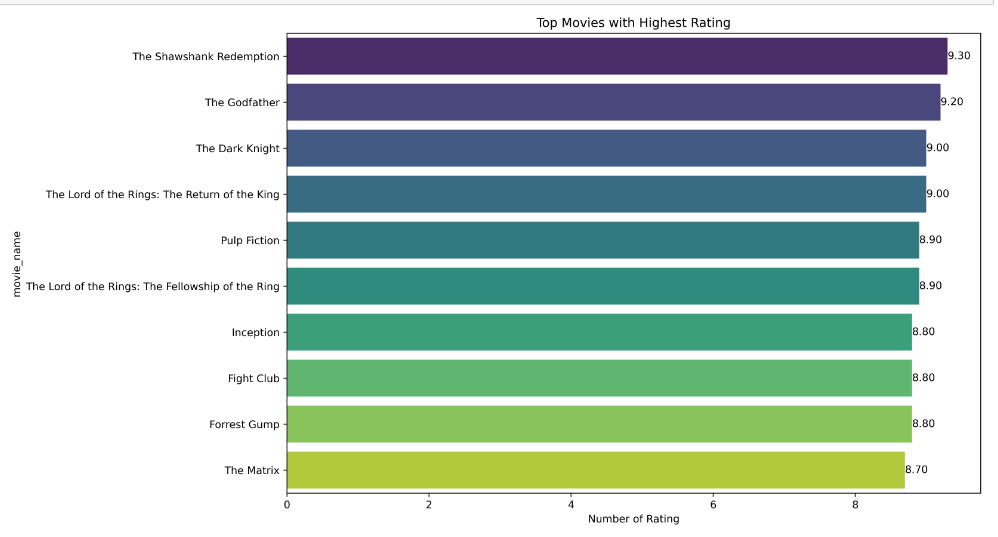 Top Movies with Highest Rating
The Shawshank Redemption
9.30
The Godfather
9.20
The Dark Knight
9.00
The Lord of the Rings: The Return of the King
9.00
Pulp Fiction
8.90
The Lord of the Rings: The Fellowship of the Ring
8.90
Inception
8.80
Fight Club
8.80
Forrest Gump
8.80
The Matrix
8.70
movie_name
0 2 4 6 8
Number of Rating